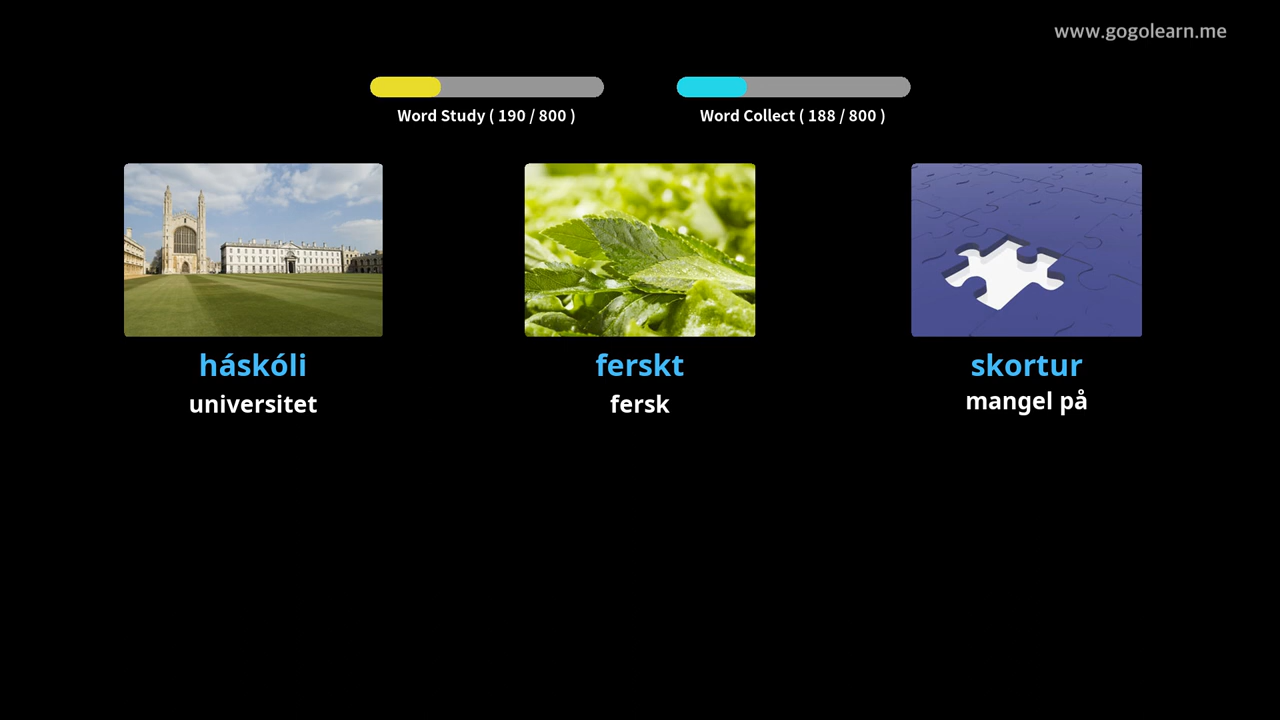 www.gogolearn.me
Word Study ( 190 / 800 )
Word Collect ( 188 / 800 )
háskóli
ferskt
skortur
universitet
fersk
mangel på